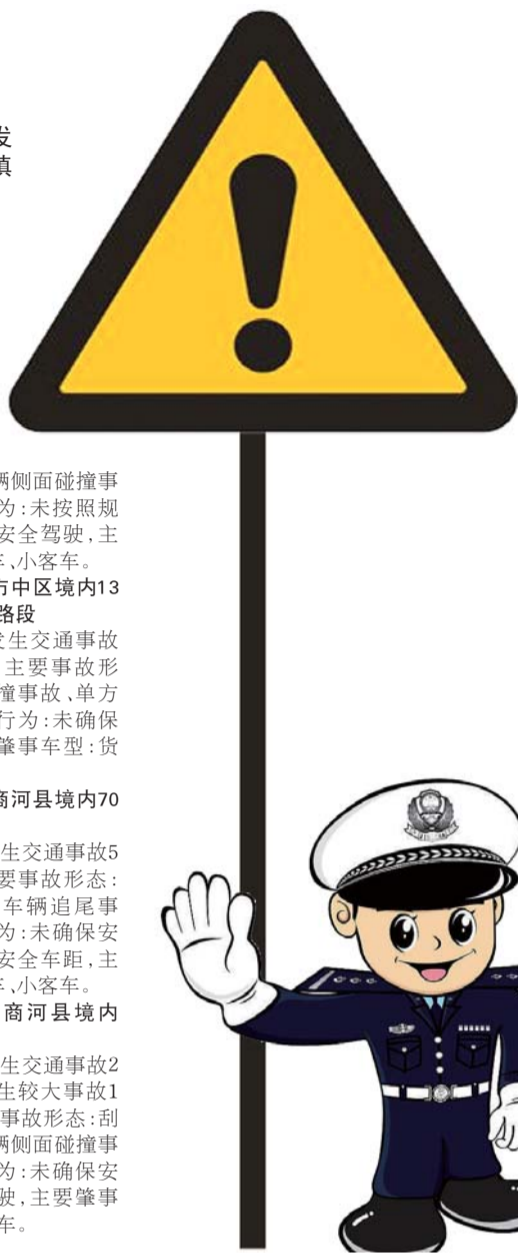 发
慎
辆侧面碰撞事
为:未按照规
安全驾驶,主
车、小客车。
市中区境内13
路段
发生交通事故
主要事故形
撞事故、单方
行为:未确保
肇事车型:货
商河县境内70
生交通事故5
要事故形态:
车辆追尾事
为:未确保安
安全车距,主
车、小客车。
商河县境内
生交通事故2
生较大事故1
事故形态:刮
辆侧面碰撞事
为:未确保安
驶,主要肇事
车。